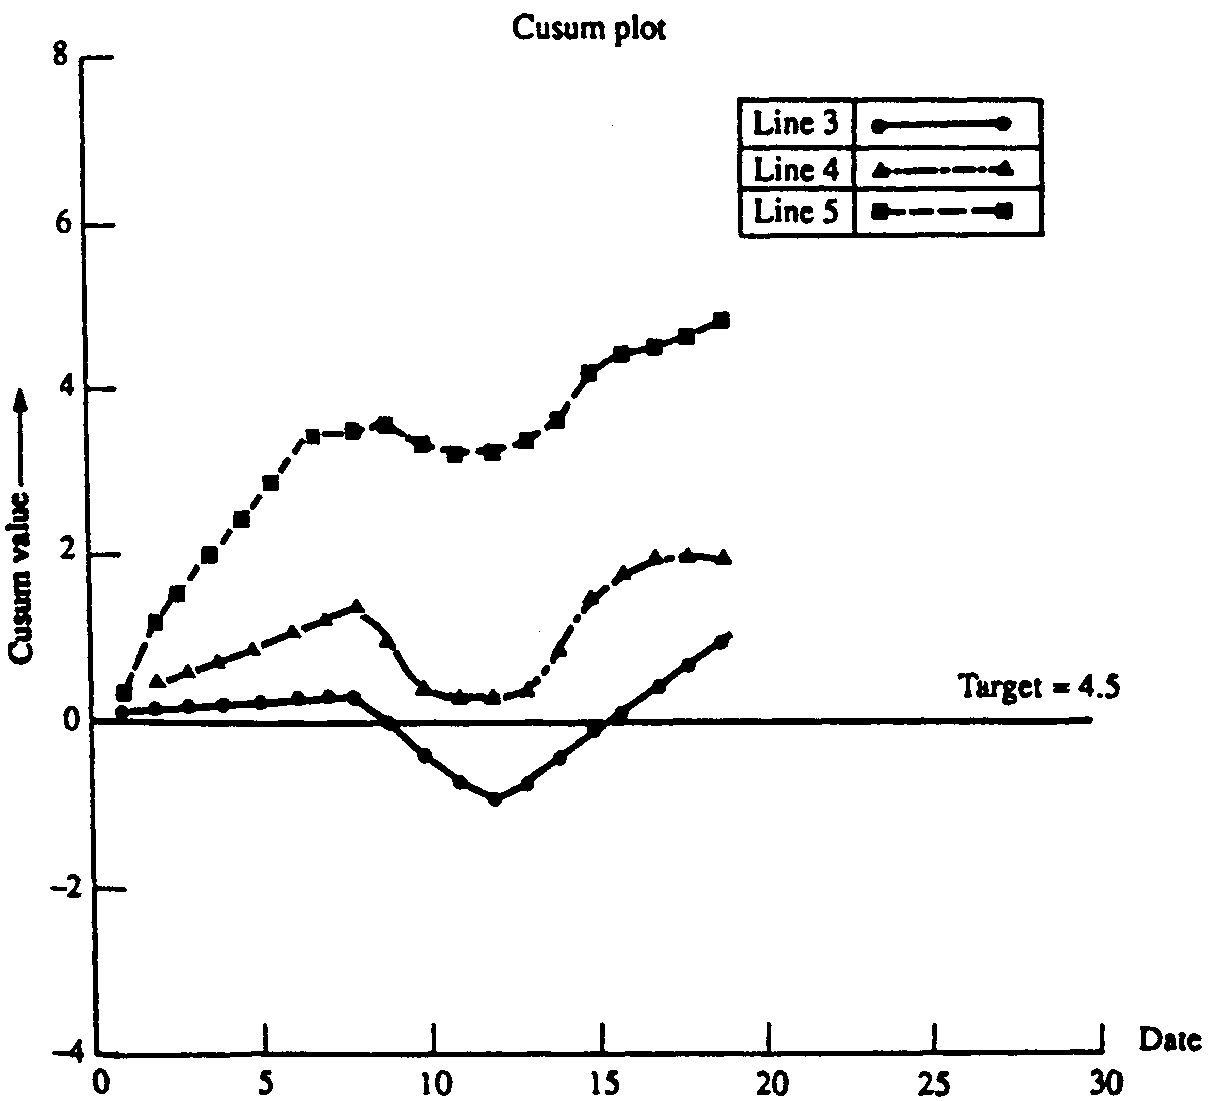 Cusum plot
8
6
4
2
0
-2
-4
Cusum value
Line 3
Line 4
Line 5
Target = 4.5
0 5 10 15 20 25 30
Date